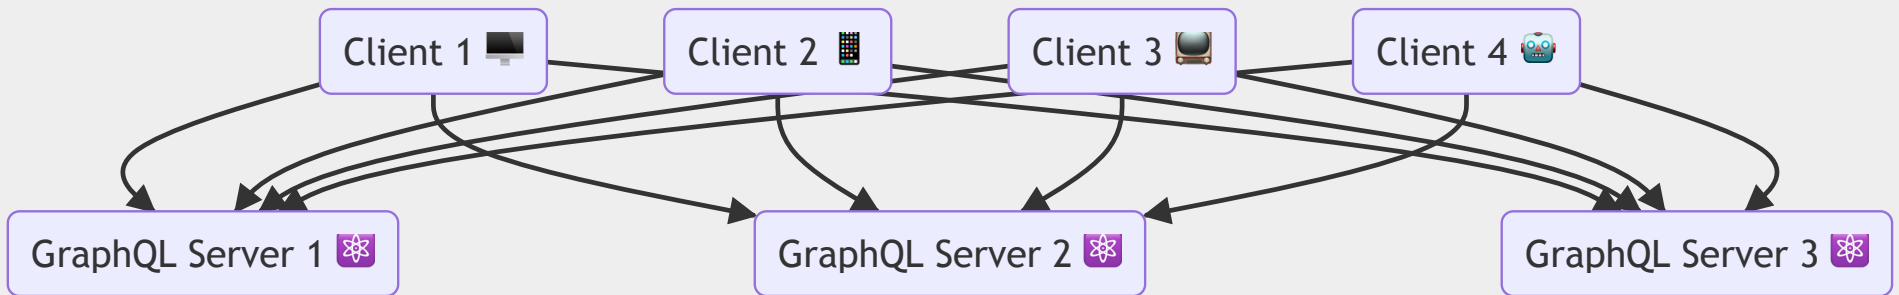 Client 1 🖥️
Client 2 📱
Client 3 📺
Client 4 🤖
GraphQL Server 1 ⚛️
GraphQL Server 2 ⚛️
GraphQL Server 3 ⚛️